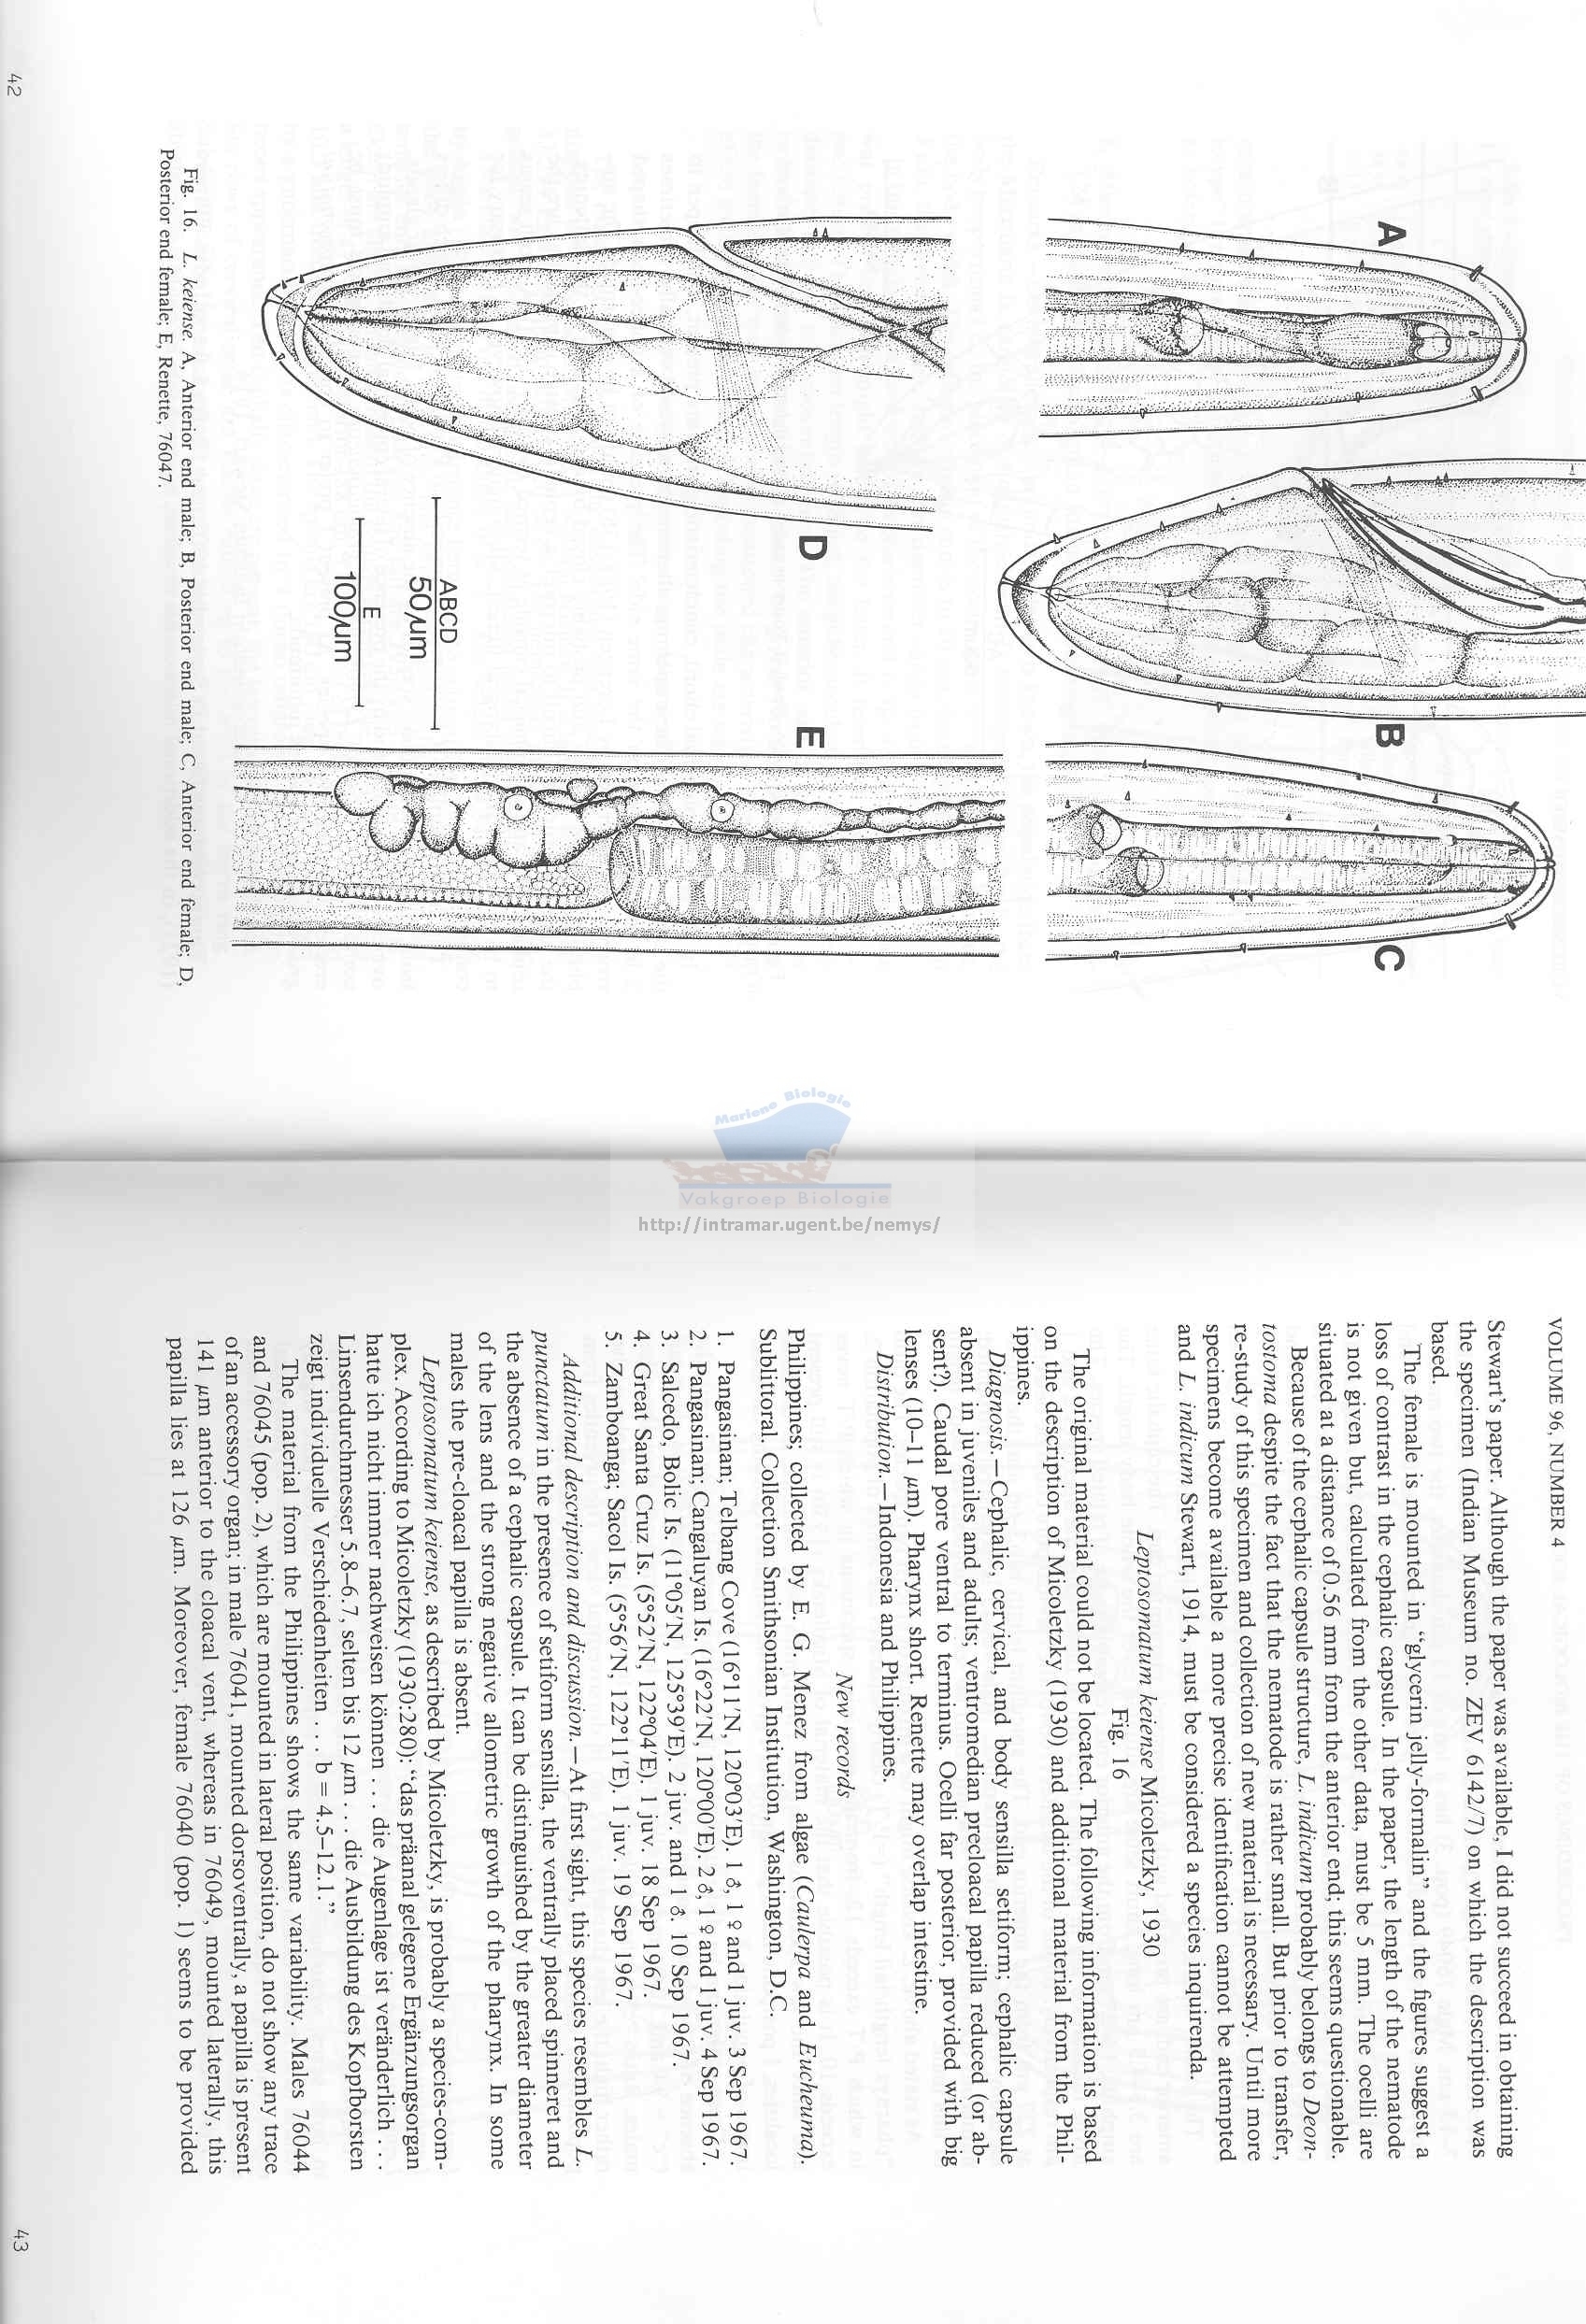 A
B
C
D
E
ABCD
50μm
E
100μm
Fig. 16. L. keiense. A, Anterior end male; B, Posterior end male; C, Anterior end female; D,
Posterior end female; E, Renette, 76047.
42
Mariene Biologie
Vakgroep Biologie
http://intramar.ugent.be/nemys/
VOLUME 96, NUMBER 4
Stewart's paper. Although the paper was available, I did not succeed in obtaining
the specimen (Indian Museum no. ZEV 6142/7) on which the description was
based.
The female is mounted in “glycerin jelly-formalin” and the figures suggest a
loss of contrast in the cephalic capsule. In the paper, the length of the nematode
is not given but, calculated from the other data, must be 5 mm. The ocelli are
situated at a distance of 0.56 mm from the anterior end; this seems questionable.
Because of the cephalic capsule structure, L. indicum probably belongs to Deon-
tostoma despite the fact that the nematode is rather small. But prior to transfer,
re-study of this specimen and collection of new material is necessary. Until more
specimens become available a more precise identification cannot be attempted
and L. indicum Stewart, 1914, must be considered a species inquirenda.
Leptosomatum keiense Micoletzky, 1930
Fig. 16
The original material could not be located. The following information is based
on the description of Micoletzky (1930) and additional material from the Phil-
ippines.
Diagnosis.—Cephalic, cervical, and body sensilla setiform; cephalic capsule
absent in juveniles and adults; ventromedian precloacal papilla reduced (or ab-
sent?). Caudal pore ventral to terminus. Ocelli far posterior, provided with big
lenses (10–11 μm). Pharynx short. Renette may overlap intestine.
Distribution.—Indonesia and Philippines.
New records
Philippines; collected by E. G. Menez from algae (Caulerpa and Eucheuma).
Sublittoral. Collection Smithsonian Institution, Washington, D.C.
1. Pangasinan; Telbang Cove (16°11′N, 120°03′E). 1 ♂, 1 ♀ and 1 juv. 3 Sep 1967.
2. Pangasinan; Cangaluyan Is. (16°22′N, 120°00′E). 2 ♂, 1 ♀ and 1 juv. 4 Sep 1967.
3. Salcedo, Bolic Is. (11°05′N, 125°39′E). 2 juv. and 1 ♂. 10 Sep 1967.
4. Great Santa Cruz Is. (5°52′N, 122°04′E). 1 juv. 18 Sep 1967.
5. Zamboanga; Sacol Is. (5°56′N, 122°11′E). 1 juv. 19 Sep 1967.
Additional description and discussion.—At first sight, this species resembles L.
punctatum in the presence of setiform sensilla, the ventrally placed spinneret and
the absence of a cephalic capsule. It can be distinguished by the greater diameter
of the lens and the strong negative allometric growth of the pharynx. In some
males the pre-cloacal papilla is absent.
Leptosomatum keiense, as described by Micoletzky, is probably a species-com-
plex. According to Micoletzky (1930:280): “das präanal gelegene Ergänzungsorgan
hatte ich nicht immer nachweisen können . . . die Augenlage ist veränderlich . . .
Linsendurchmesser 5.8–6.7, selten bis 12 μm . . . die Ausbildung des Kopfborsten
zeigt individuelle Verschiedenheiten . . . b = 4.5–12.1.”
The material from the Philippines shows the same variability. Males 76044
and 76045 (pop. 2), which are mounted in lateral position, do not show any trace
of an accessory organ; in male 76041, mounted dorsoventrally, a papilla is present
141 μm anterior to the cloacal vent, whereas in 76049, mounted laterally, this
papilla lies at 126 μm. Moreover, female 76040 (pop. 1) seems to be provided
43